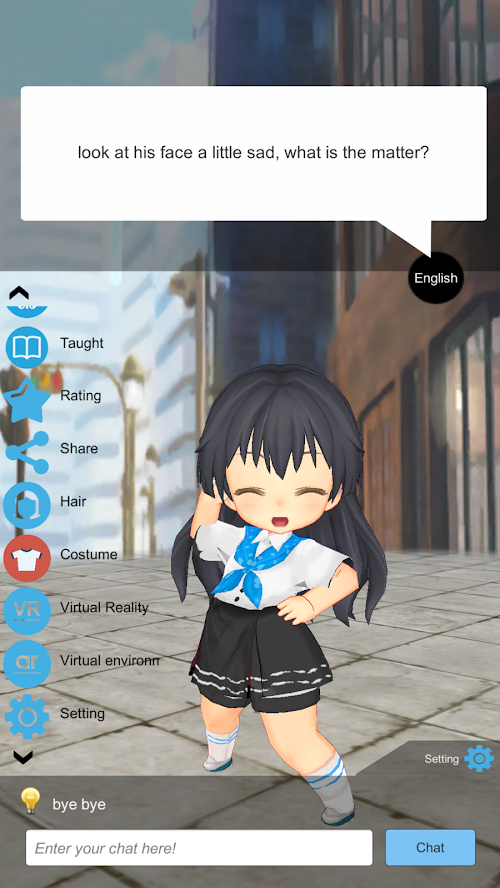 look at his face a little sad, what is the matter?
English
Taught
Rating
Share
Hair
Costume
VR
Virtual Reality
ar
Virtual environn
Setting
Setting
bye bye
Enter your chat here!
Chat